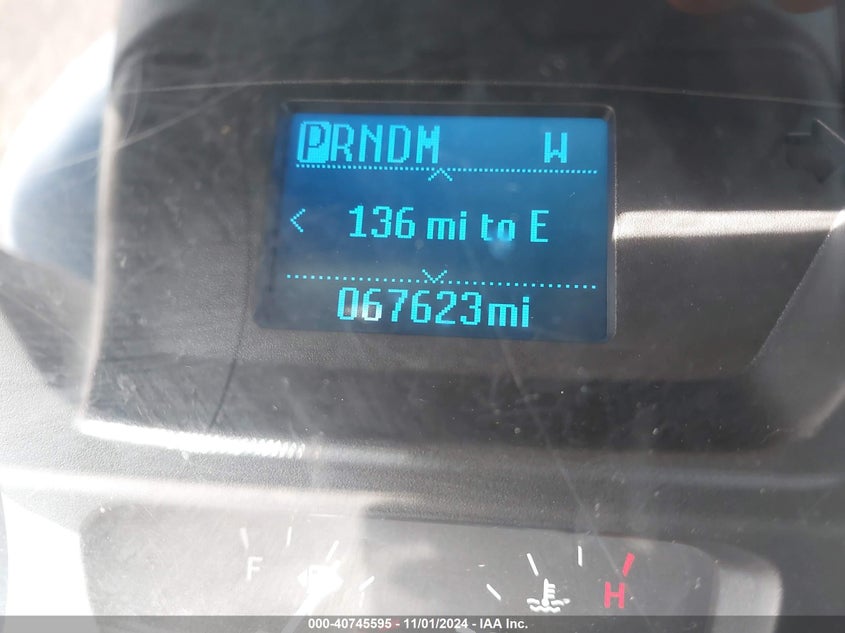 PRNDM W
< 136 mi to E
067623mi
F H
000-40745595 - 11/01/2024 - IAA Inc.